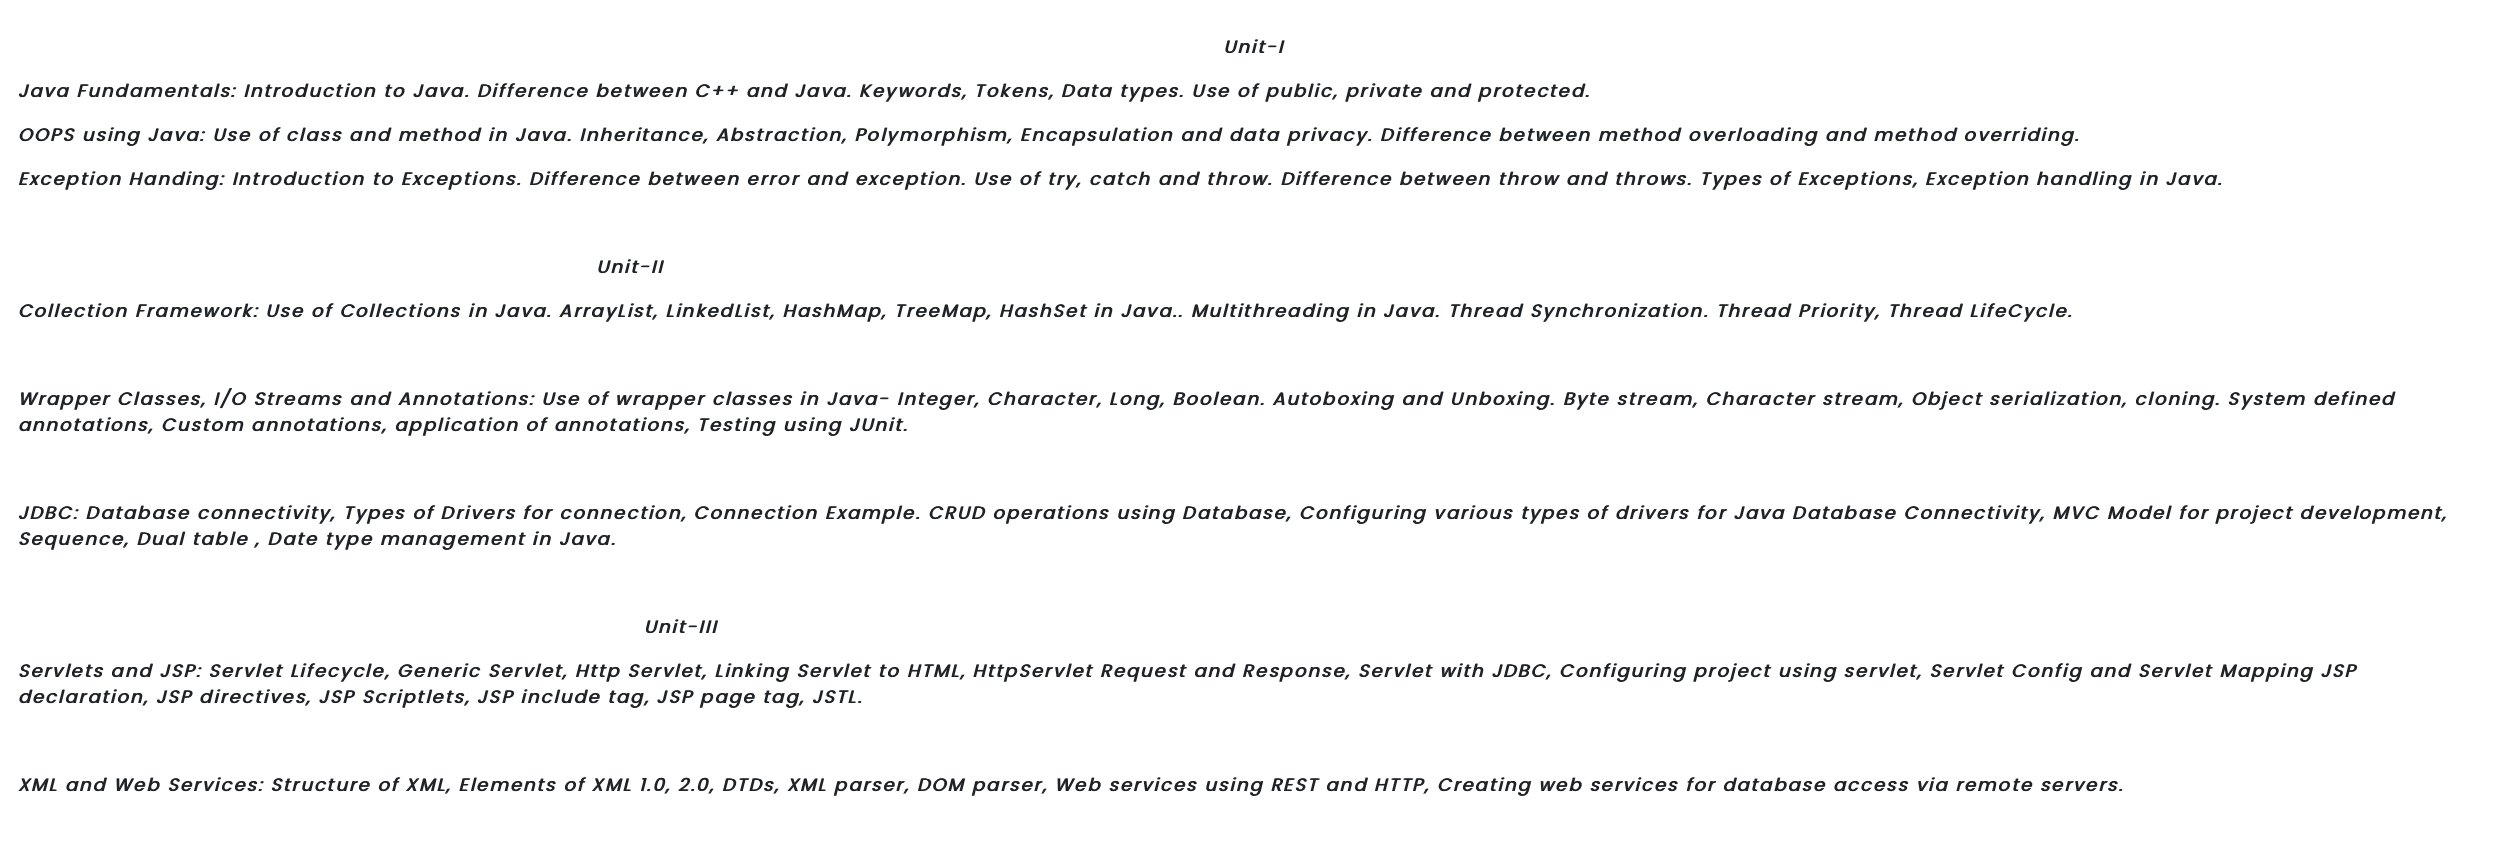 Unit-I
Java Fundamentals: Introduction to Java. Difference between C++ and Java. Keywords, Tokens, Data types. Use of public, private and protected.
OOPS using Java: Use of class and method in Java. Inheritance, Abstraction, Polymorphism, Encapsulation and data privacy. Difference between method overloading and method overriding.
Exception Handing: Introduction to Exceptions. Difference between error and exception. Use of try, catch and throw. Difference between throw and throws. Types of Exceptions, Exception handling in Java.
Unit-II
Collection Framework: Use of Collections in Java. ArrayList, LinkedList, HashMap, TreeMap, HashSet in Java.. Multithreading in Java. Thread Synchronization. Thread Priority, Thread LifeCycle.
Wrapper Classes, I/O Streams and Annotations: Use of wrapper classes in Java- Integer, Character, Long, Boolean. Autoboxing and Unboxing. Byte stream, Character stream, Object serialization, cloning. System defined
annotations, Custom annotations, application of annotations, Testing using JUnit.
JDBC: Database connectivity, Types of Drivers for connection, Connection Example. CRUD operations using Database, Configuring various types of drivers for Java Database Connectivity, MVC Model for project development,
Sequence, Dual table , Date type management in Java.
Unit-III
Servlets and JSP: Servlet Lifecycle, Generic Servlet, Http Servlet, Linking Servlet to HTML, HttpServlet Request and Response, Servlet with JDBC, Configuring project using servlet, Servlet Config and Servlet Mapping JSP
declaration, JSP directives, JSP Scriptlets, JSP include tag, JSP page tag, JSTL.
XML and Web Services: Structure of XML, Elements of XML 1.0, 2.0, DTDs, XML parser, DOM parser, Web services using REST and HTTP, Creating web services for database access via remote servers.